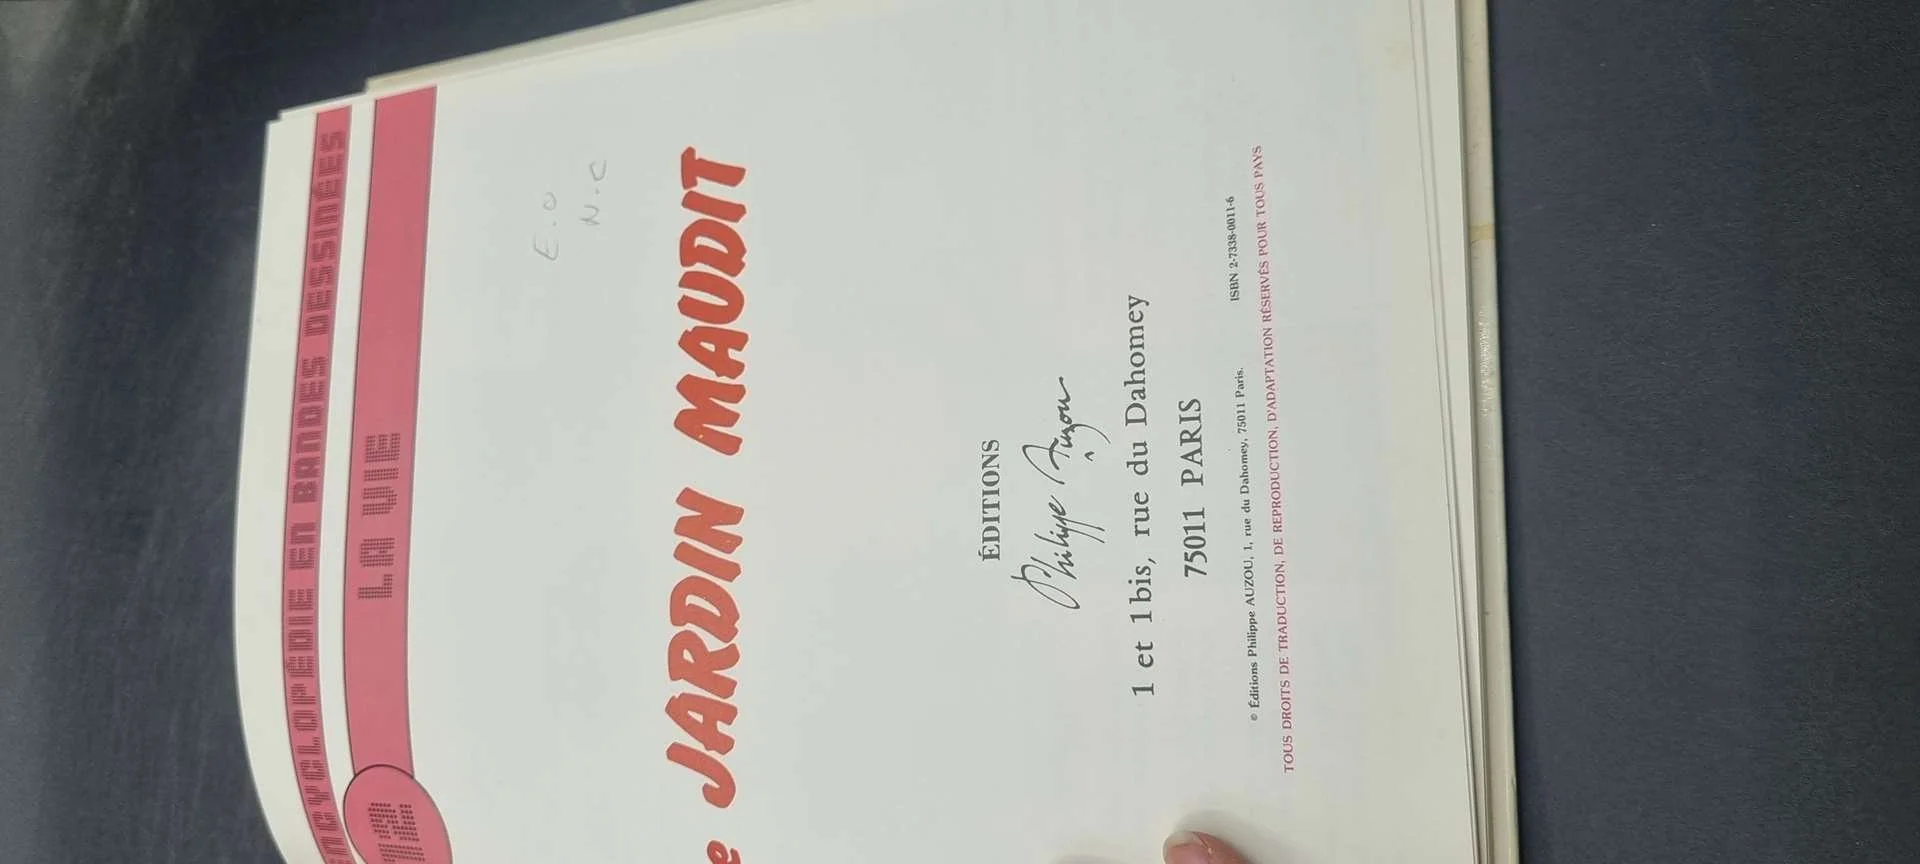 ENCYCLOPÉDIE EN BANDES DESSINÉES
LA VIE
E.O
N.C
e JARDIN MAUDIT
ÉDITIONS
Philippe Auzou
1 et 1bis, rue du Dahomey
75011 PARIS
© Éditions Philippe AUZOU, 1, rue du Dahomey, 75011 Paris. ISBN 2-7338-0011-6
TOUS DROITS DE TRADUCTION, DE REPRODUCTION, D'ADAPTATION RÉSERVÉS POUR TOUS PAYS